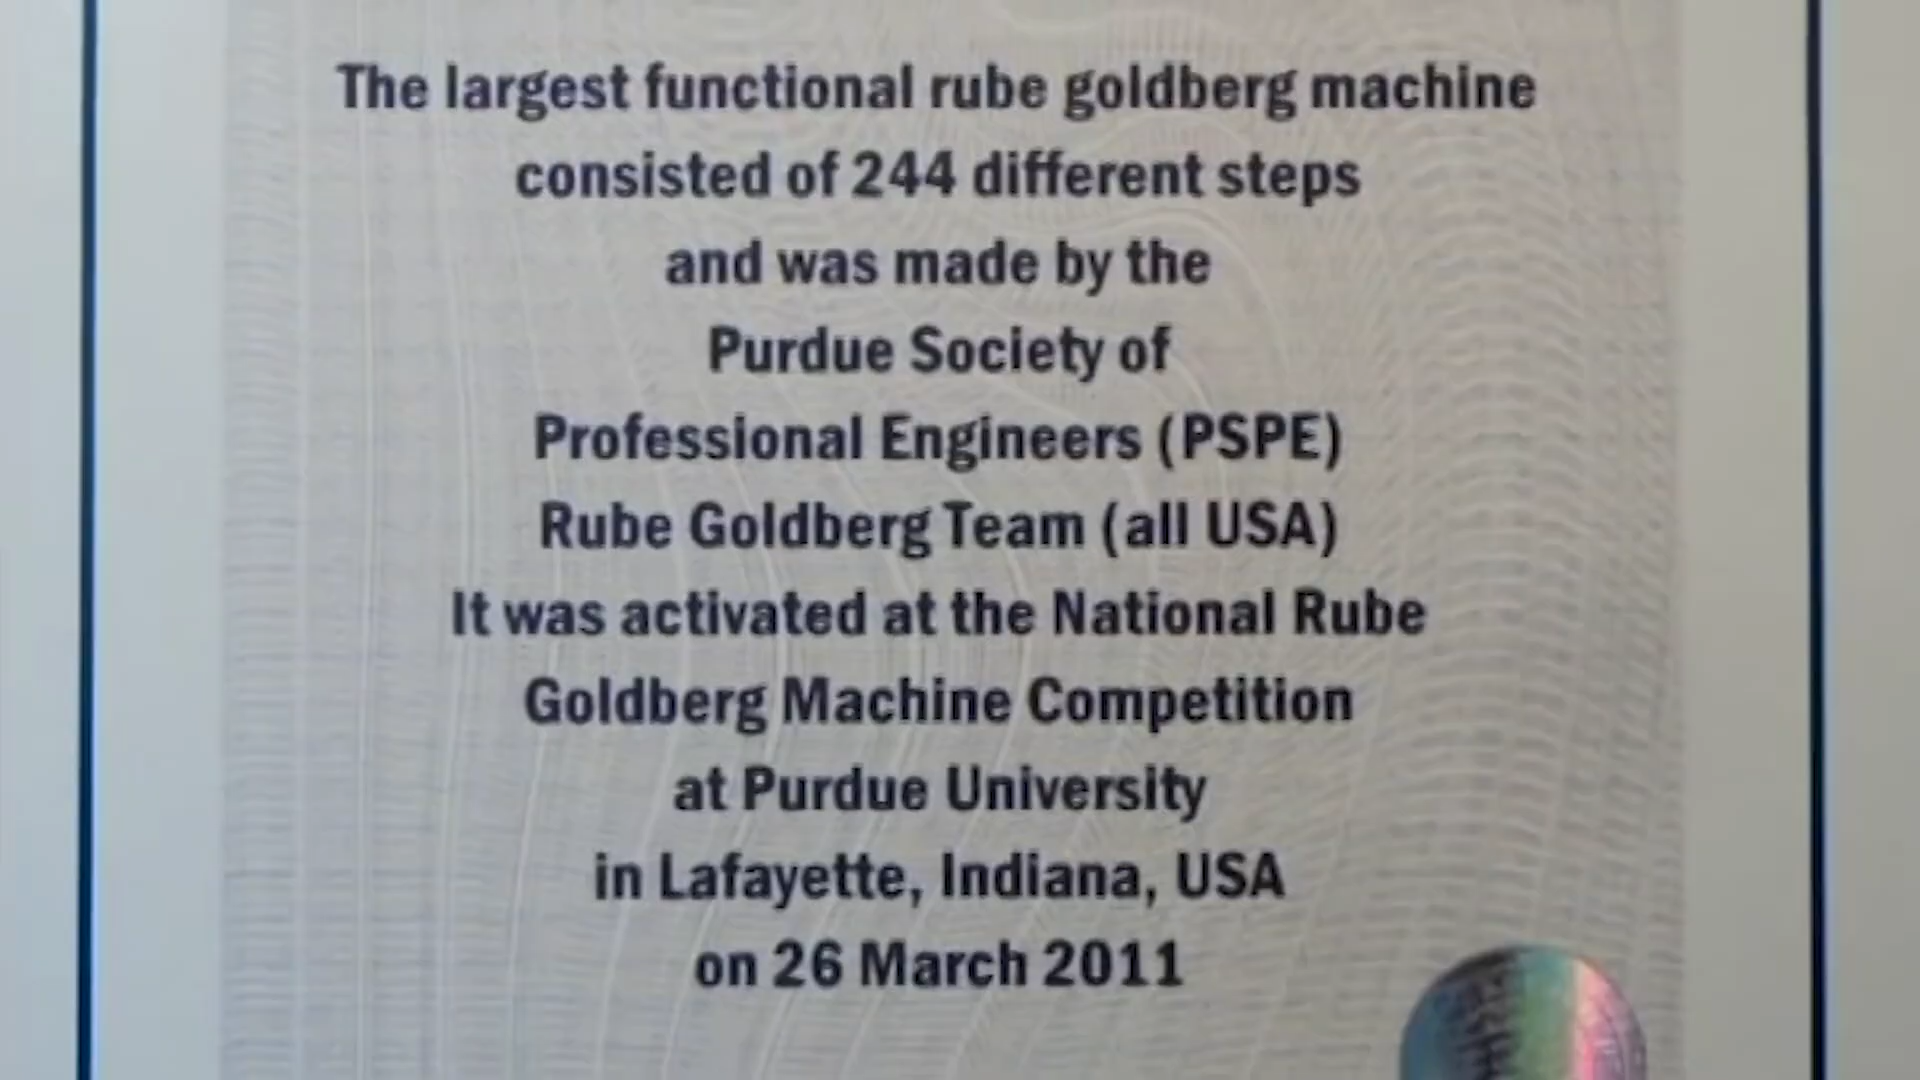 The largest functional rube goldberg machine
consisted of 244 different steps
and was made by the
Purdue Society of
Professional Engineers (PSPE)
Rube Goldberg Team (all USA)
It was activated at the National Rube
Goldberg Machine Competition
at Purdue University
in Lafayette, Indiana, USA
on 26 March 2011